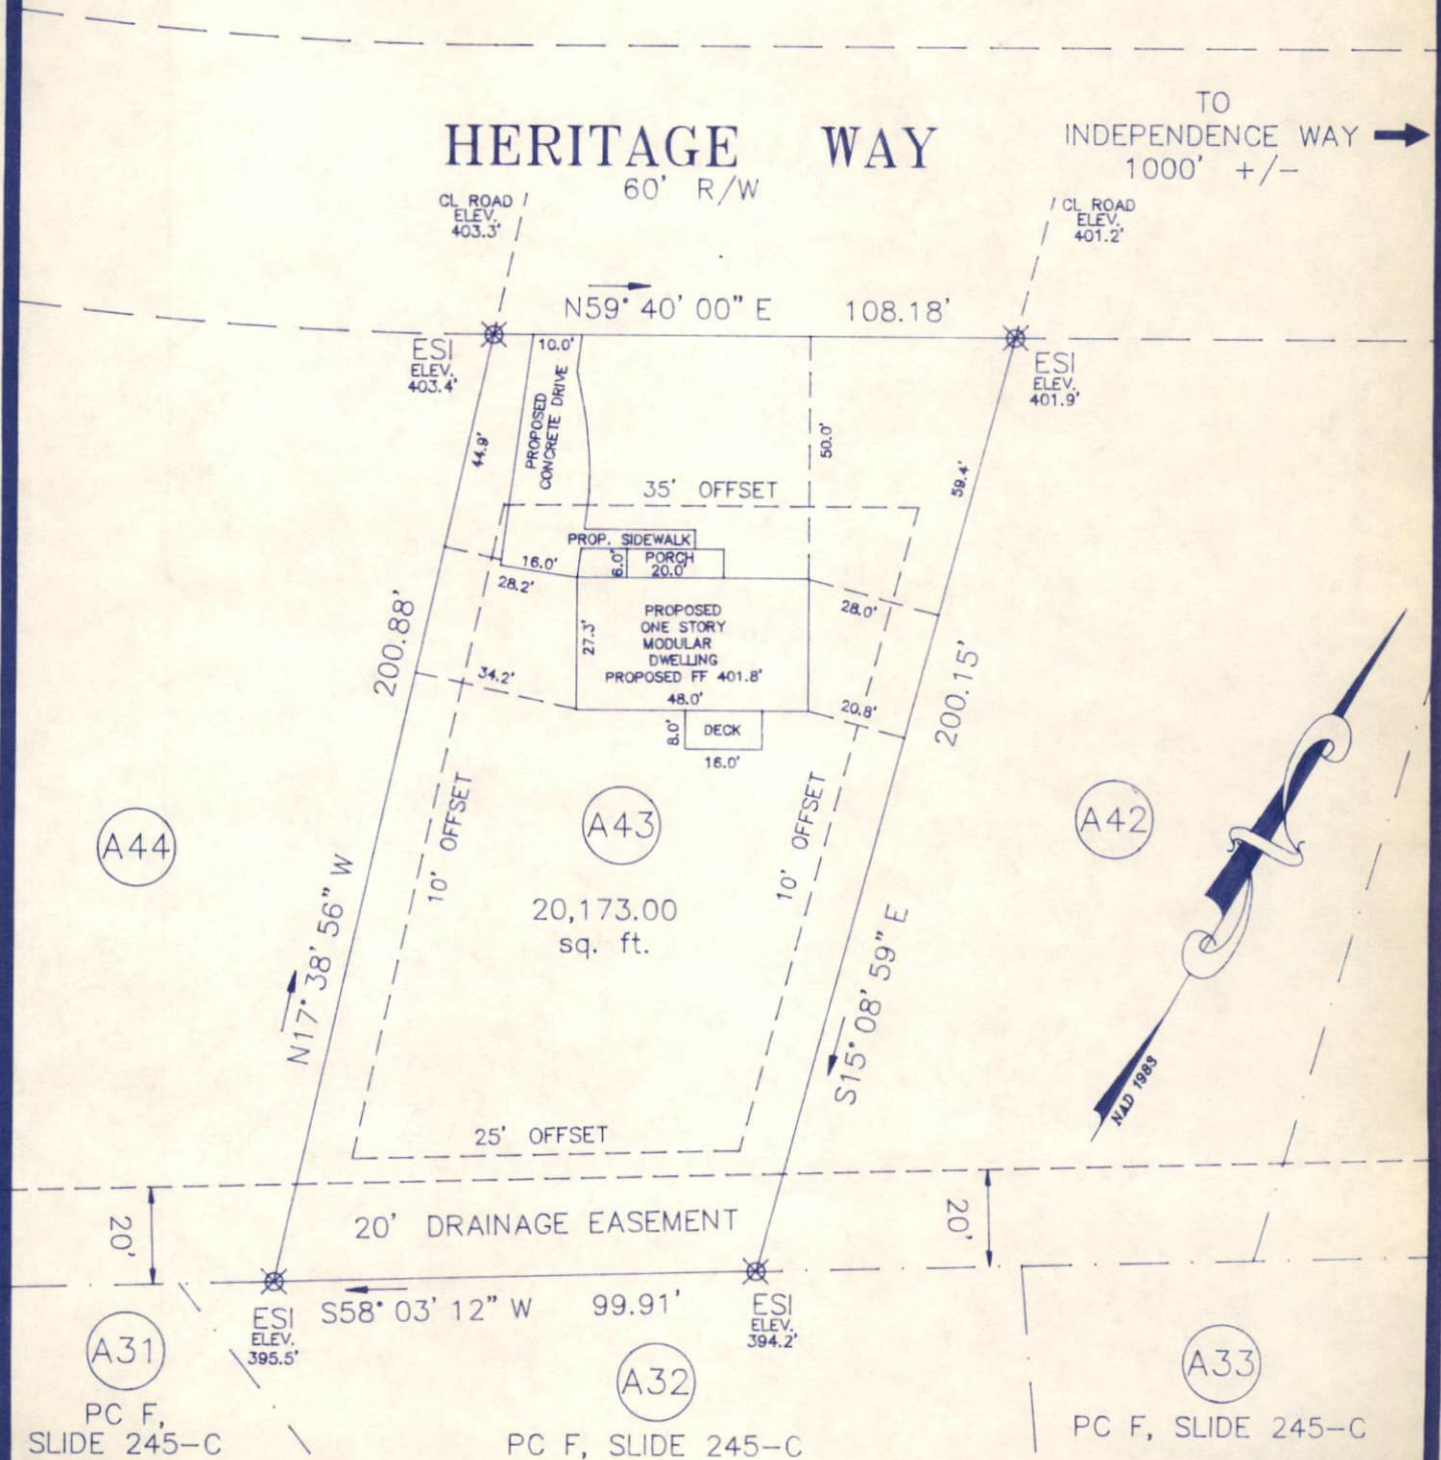 TO
INDEPENDENCE WAY
1000' +/-
HERITAGE WAY
60' R/W
CL ROAD
ELEV.
403.3'
CL ROAD
ELEV.
401.2'
N59° 40' 00" E 108.18'
ESI
ELEV.
403.4'
ESI
ELEV.
401.9'
10.0'
PROPOSED
CONCRETE DRIVE
44.9'
50.0'
59.4'
35' OFFSET
PROP. SIDEWALK
6.0'
PORCH
20.0'
16.0'
28.2'
28.0'
27.3'
PROPOSED
ONE STORY
MODULAR
DWELLING
PROPOSED FF 401.8'
48.0'
34.2'
20.8'
8.0'
DECK
16.0'
200.88'
200.15'
A44
A43
A42
10' OFFSET
10' OFFSET
20,173.00
sq. ft.
N17° 38' 56" W
S15° 08' 59" E
NAD 1983
25' OFFSET
20'
20' DRAINAGE EASEMENT
20'
S58° 03' 12" W 99.91'
ESI
ELEV.
395.5'
ESI
ELEV.
394.2'
A31
PC F,
SLIDE 245-C
A32
PC F, SLIDE 245-C
A33
PC F, SLIDE 245-C